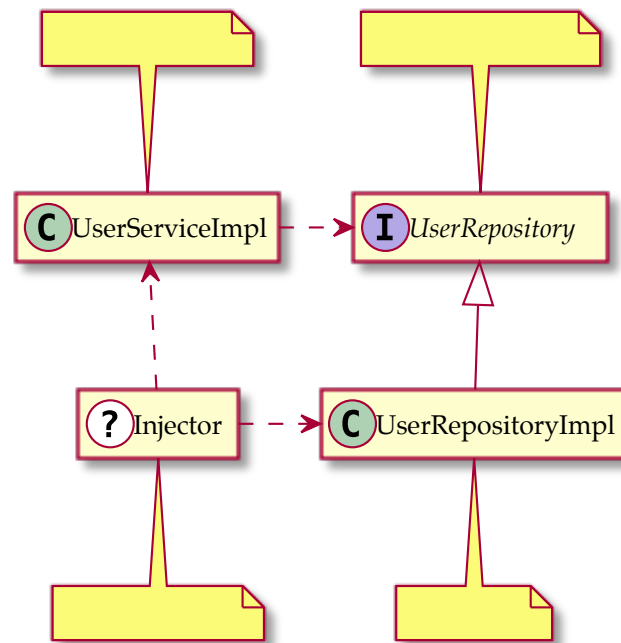 C UserServiceImpl
I UserRepository
? Injector
C UserRepositoryImpl